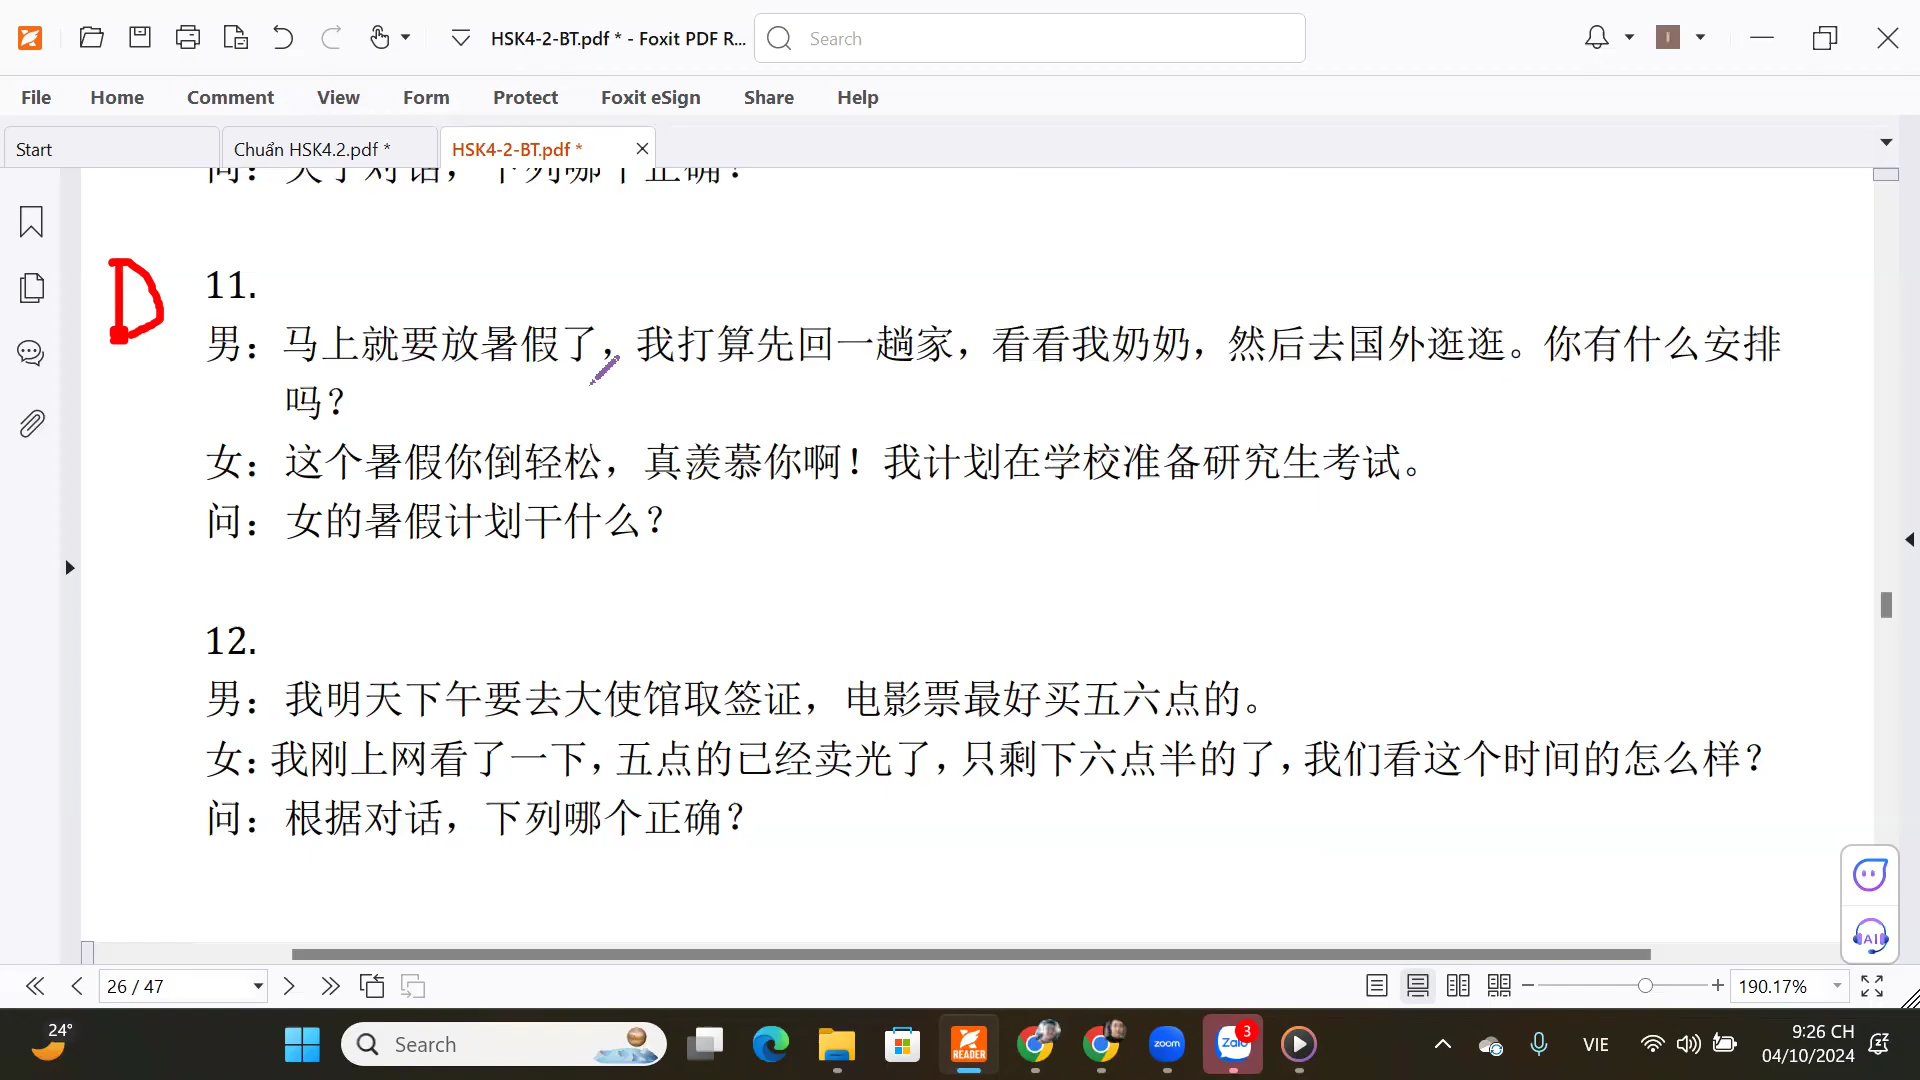 HSK4-2-BT.pdf * - Foxit PDF R...
Search
File Home Comment View Form Protect Foxit eSign Share Help
Start
Chuẩn HSK4.2.pdf *
HSK4-2-BT.pdf *
D
11.
男：马上就要放暑假了，我打算先回一趟家，看看我奶奶，然后去国外逛逛。你有什么安排
吗？
女：这个暑假你倒轻松，真羡慕你啊！我计划在学校准备研究生考试。
问：女的暑假计划干什么？
12.
男：我明天下午要去大使馆取签证，电影票最好买五六点的。
女：我刚上网看了一下，五点的已经卖光了，只剩下六点半的了，我们看这个时间的怎么样？
问：根据对话，下列哪个正确？
AI
26 / 47
190.17%
24°
Search
READER
zoom
Zalo
3
VIE
9:26 CH
04/10/2024